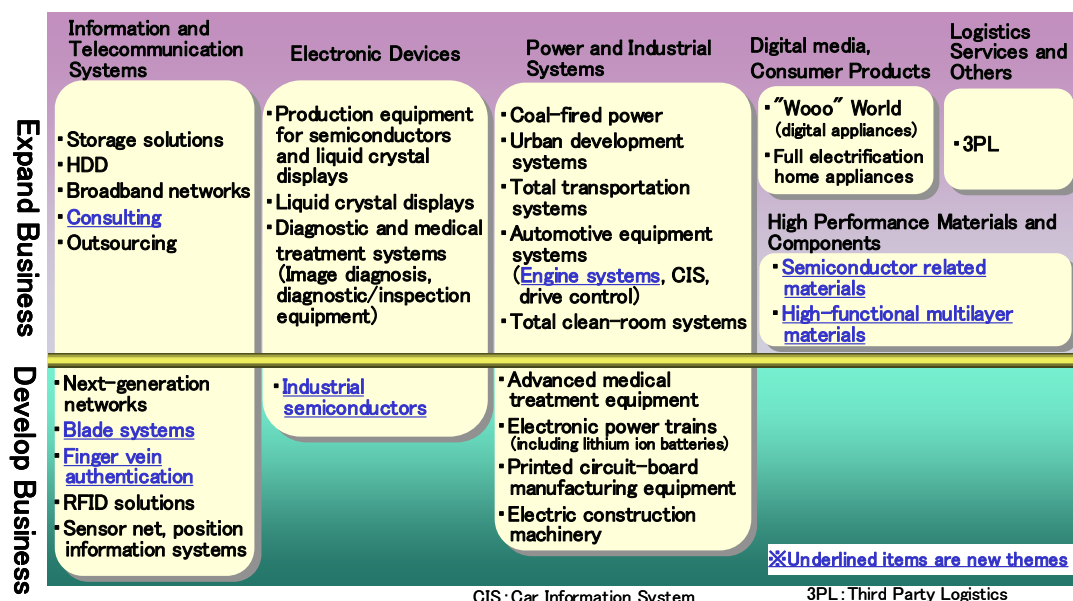 Information and
Telecommunication
Systems
Electronic Devices
Power and Industrial
Systems
Digital media,
Consumer Products
Logistics
Services and
Others
Expand Business
・Storage solutions
・HDD
・Broadband networks
・Consulting
・Outsourcing
・Production equipment
for semiconductors
and liquid crystal
displays
・Liquid crystal displays
・Diagnostic and medical
treatment systems
(Image diagnosis,
diagnostic/inspection
equipment)
・Coal-fired power
・Urban development
systems
・Total transportation
systems
・Automotive equipment
systems
(Engine systems, CIS,
drive control)
・Total clean-room systems
・"Wooo" World
(digital appliances)
・Full electrification
home appliances
・3PL
High Performance Materials and
Components
・Semiconductor related
materials
・High-functional multilayer
materials
Develop Business
・Next-generation
networks
・Blade systems
・Finger vein
authentication
・RFID solutions
・Sensor net, position
information systems
・Industrial
semiconductors
・Advanced medical
treatment equipment
・Electronic power trains
(including lithium ion batteries)
・Printed circuit-board
manufacturing equipment
・Electric construction
machinery
※Underlined items are new themes
CIS:Car Information System
3PL:Third Party Logistics